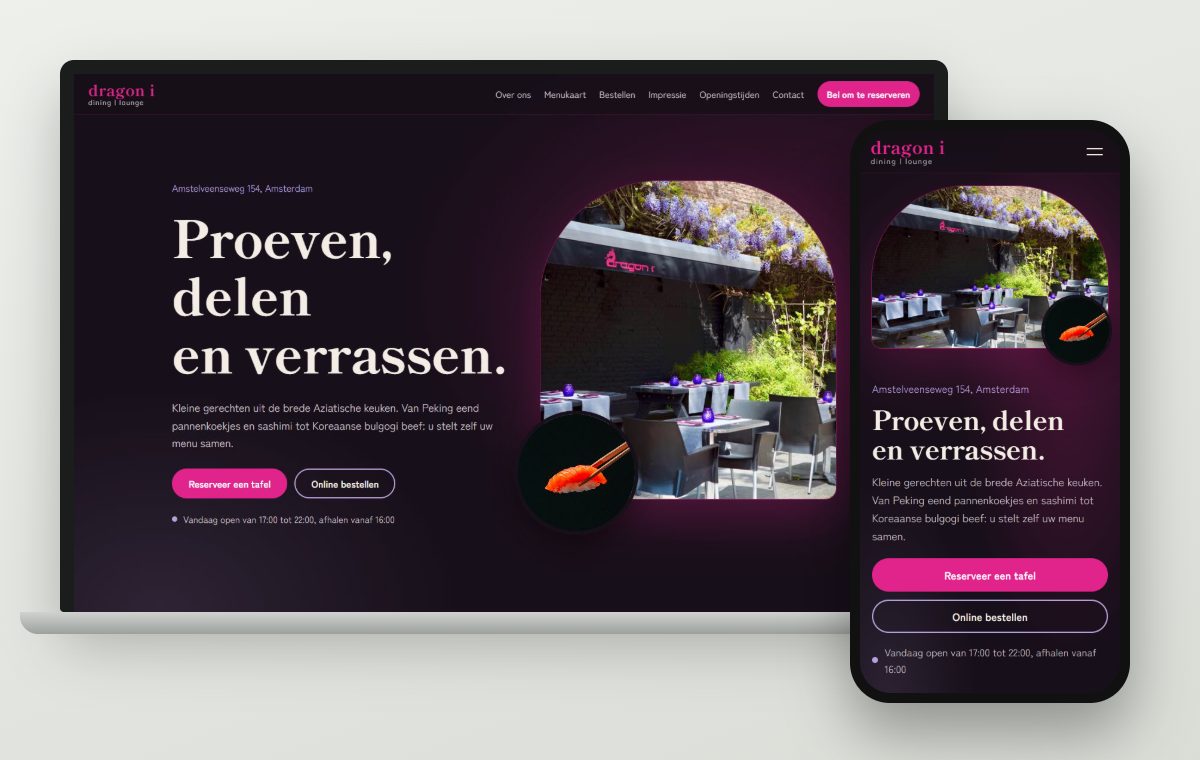 dragon i
dining | lounge
Over ons Menukaart Bestellen Impressie Openingstijden Contact Bel om te reserveren
Amstelveenseweg 154, Amsterdam
Proeven,
delen
en verrassen.
Kleine gerechten uit de brede Aziatische keuken. Van Peking eend
pannenkoekjes en sashimi tot Koreaanse bulgogi beef: u stelt zelf uw
menu samen.
Reserveer een tafel Online bestellen
Vandaag open van 17:00 tot 22:00, afhalen vanaf 16:00
dragon i
dragon i
dining | lounge
dragon i
Amstelveenseweg 154, Amsterdam
Proeven, delen
en verrassen.
Kleine gerechten uit de brede Aziatische keuken.
Van Peking eend pannenkoekjes en sashimi tot
Koreaanse bulgogi beef: u stelt zelf uw menu
samen.
Reserveer een tafel
Online bestellen
Vandaag open van 17:00 tot 22:00, afhalen vanaf
16:00